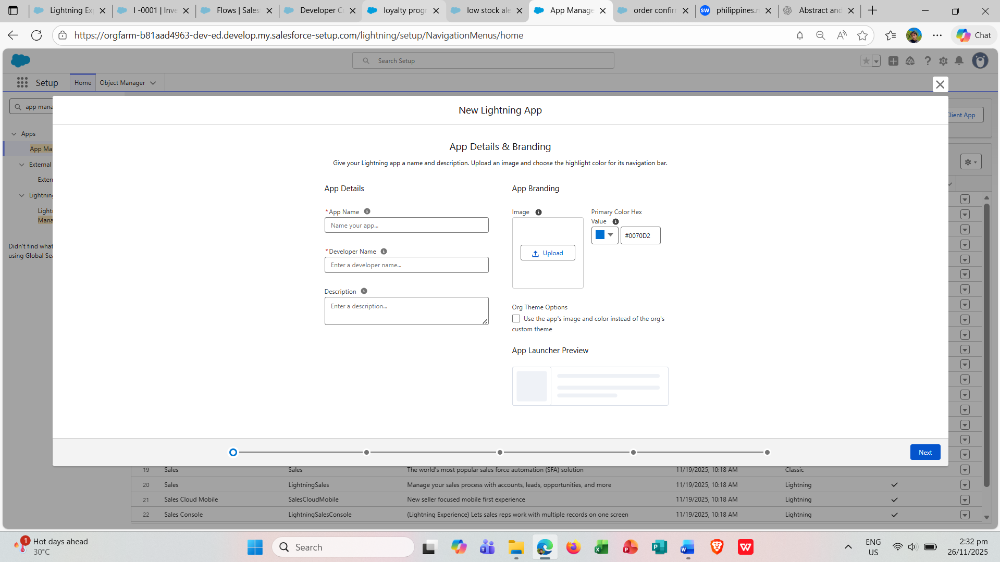 Lightning Ex
I -0001 | Inve
Flows | Sales
Developer Co
loyalty progr
low stock ale
App Manage
order confirm
SW
philippines.m
Abstract and
https://orgfarm-b81aad4963-dev-ed.develop.my.salesforce-setup.com/lightning/setup/NavigationMenus/home
Chat
Search Setup
Setup
Home
Object Manager
app mana
New Lightning App
Client App
App Details & Branding
Give your Lightning app a name and description. Upload an image and choose the highlight color for its navigation bar.
Apps
App Ma
External
Extern
Lightning
Light
Mana
Didn't find what
using Global Sea
App Details
App Branding
*App Name
Name your app...
*Developer Name
Enter a developer name...
Description
Enter a description...
Image
Upload
Primary Color Hex
Value
#0070D2
Org Theme Options
Use the app's image and color instead of the org's
custom theme
App Launcher Preview
Next
19 Sales Sales The world's most popular sales force automation (SFA) solution 11/19/2025, 10:18 AM Classic
20 Sales LightningSales Manage your sales process with accounts, leads, opportunities, and more 11/19/2025, 10:18 AM Lightning
21 Sales Cloud Mobile SalesCloudMobile New seller focused mobile first experience 11/19/2025, 10:18 AM Lightning
22 Sales Console LightningSalesConsole (Lightning Experience) Lets sales reps work with multiple records on one screen 11/19/2025, 10:18 AM Lightning
1
Hot days ahead
30°C
Search
ENG
US
2:32 pm
26/11/2025